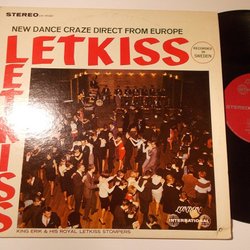 STEREO
NEW DANCE CRAZE DIRECT FROM EUROPE
LETKISS
LETKISS
RECORDED
IN
SWEDEN
LONDON
INTERNATIONAL
KING ERIK & HIS ROYAL LETKISS STOMPERS